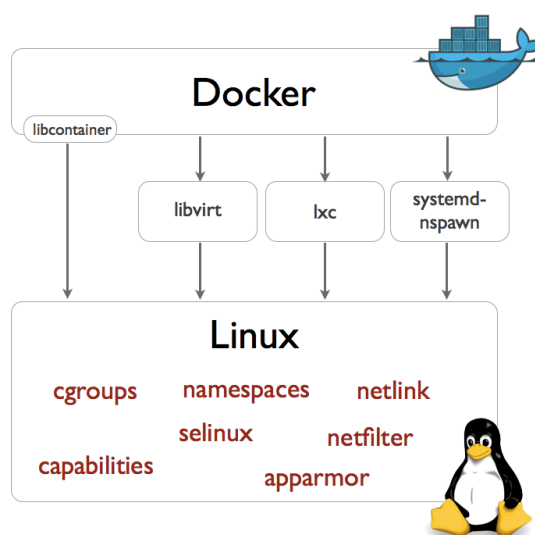 Docker
libcontainer
libvirt
lxc
systemd-
nspawn
Linux
cgroups namespaces netlink
selinux netfilter
capabilities apparmor